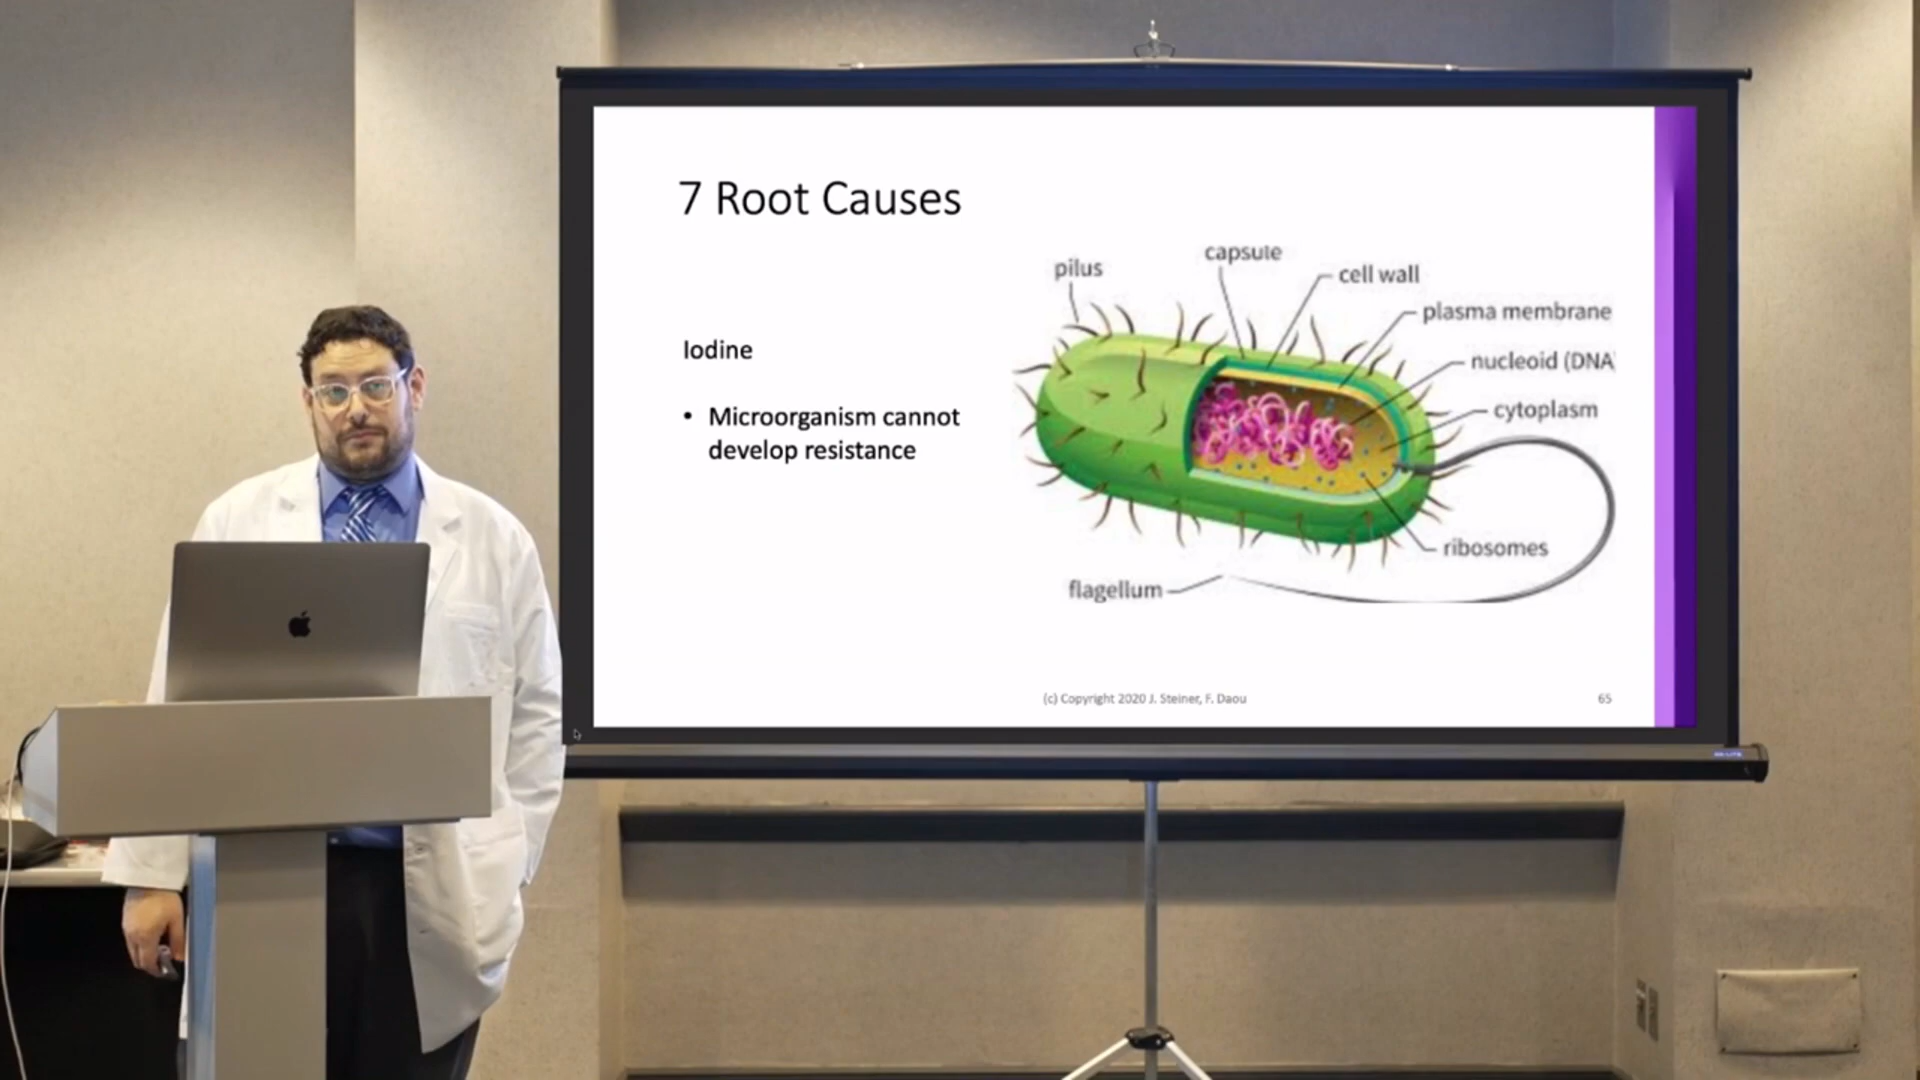 7 Root Causes
Iodine
• Microorganism cannot
develop resistance
pilus
capsule
cell wall
plasma membrane
nucleoid (DNA
cytoplasm
ribosomes
flagellum
(c) Copyright 2020 J. Steiner, F. Daou
65